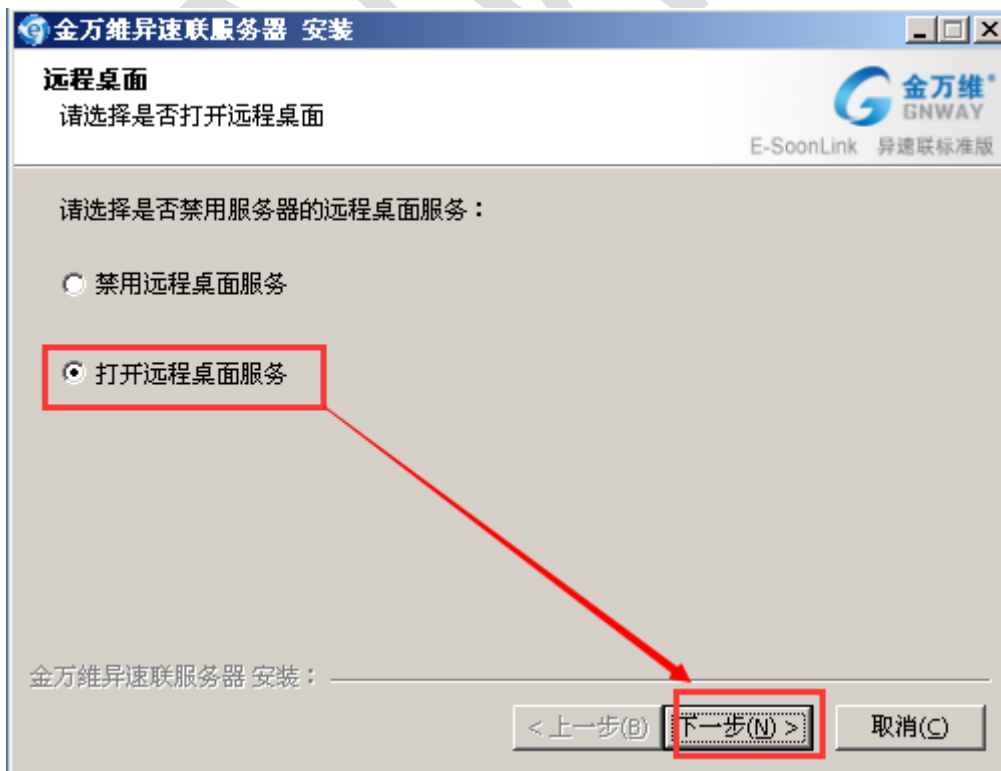 金万维异速联服务器 安装
远程桌面
请选择是否打开远程桌面
金万维
GNWAY
E-SoonLink 异速联标准版
请选择是否禁用服务器的远程桌面服务：
禁用远程桌面服务
打开远程桌面服务
金万维异速联服务器 安装：
< 上一步(B)
下一步(N) >
取消(C)